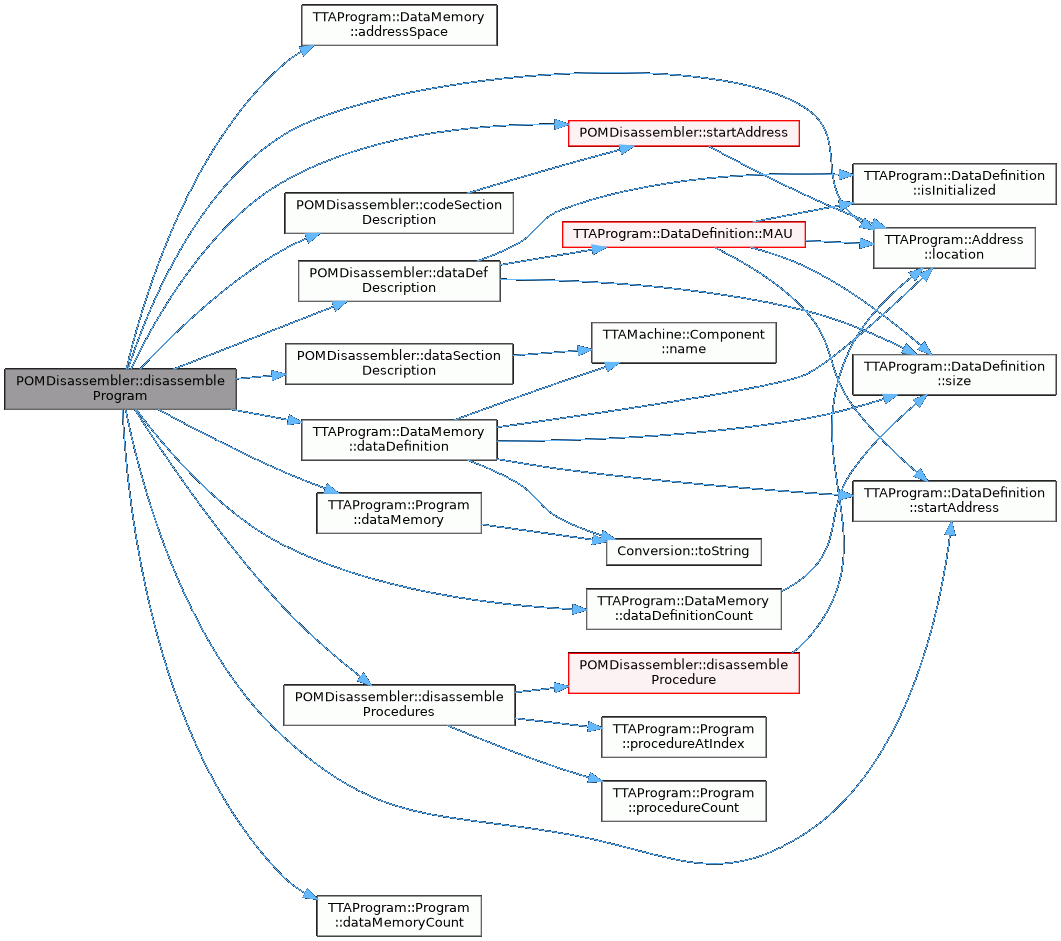 TTAProgram::DataMemory
::addressSpace
POMDisassembler::startAddress
TTAProgram::DataDefinition
::isInitialized
POMDisassembler::codeSection
Description
TTAProgram::DataDefinition::MAU
TTAProgram::Address
::location
POMDisassembler::dataDef
Description
TTAMachine::Component
::name
POMDisassembler::dataSection
Description
TTAProgram::DataDefinition
::size
POMDisassembler::disassemble
Program
TTAProgram::DataMemory
::dataDefinition
TTAProgram::DataDefinition
::startAddress
TTAProgram::Program
::dataMemory
Conversion::toString
TTAProgram::DataMemory
::dataDefinitionCount
POMDisassembler::disassemble
Procedure
POMDisassembler::disassemble
Procedures
TTAProgram::Program
::procedureAtIndex
TTAProgram::Program
::procedureCount
TTAProgram::Program
::dataMemoryCount